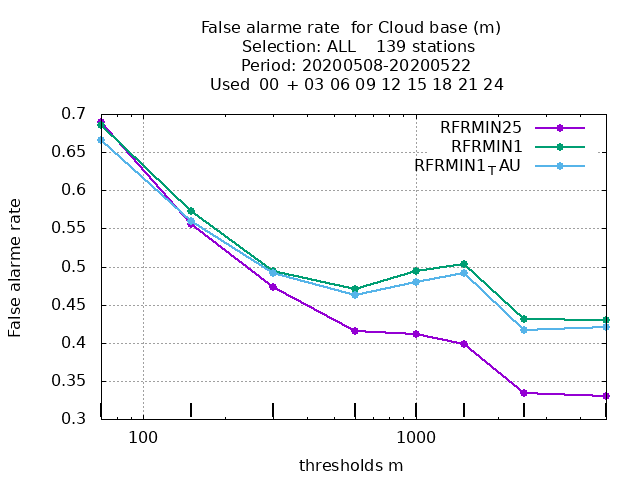 False alarme rate  for Cloud base (m)
Selection: ALL    139 stations
Period: 20200508-20200522
Used  00 + 03 06 09 12 15 18 21 24
0.7
0.65
0.6
0.55
0.5
0.45
0.4
0.35
0.3
False alarme rate
RFRMIN25
RFRMIN1
RFRMIN1TAU
100
1000
thresholds m